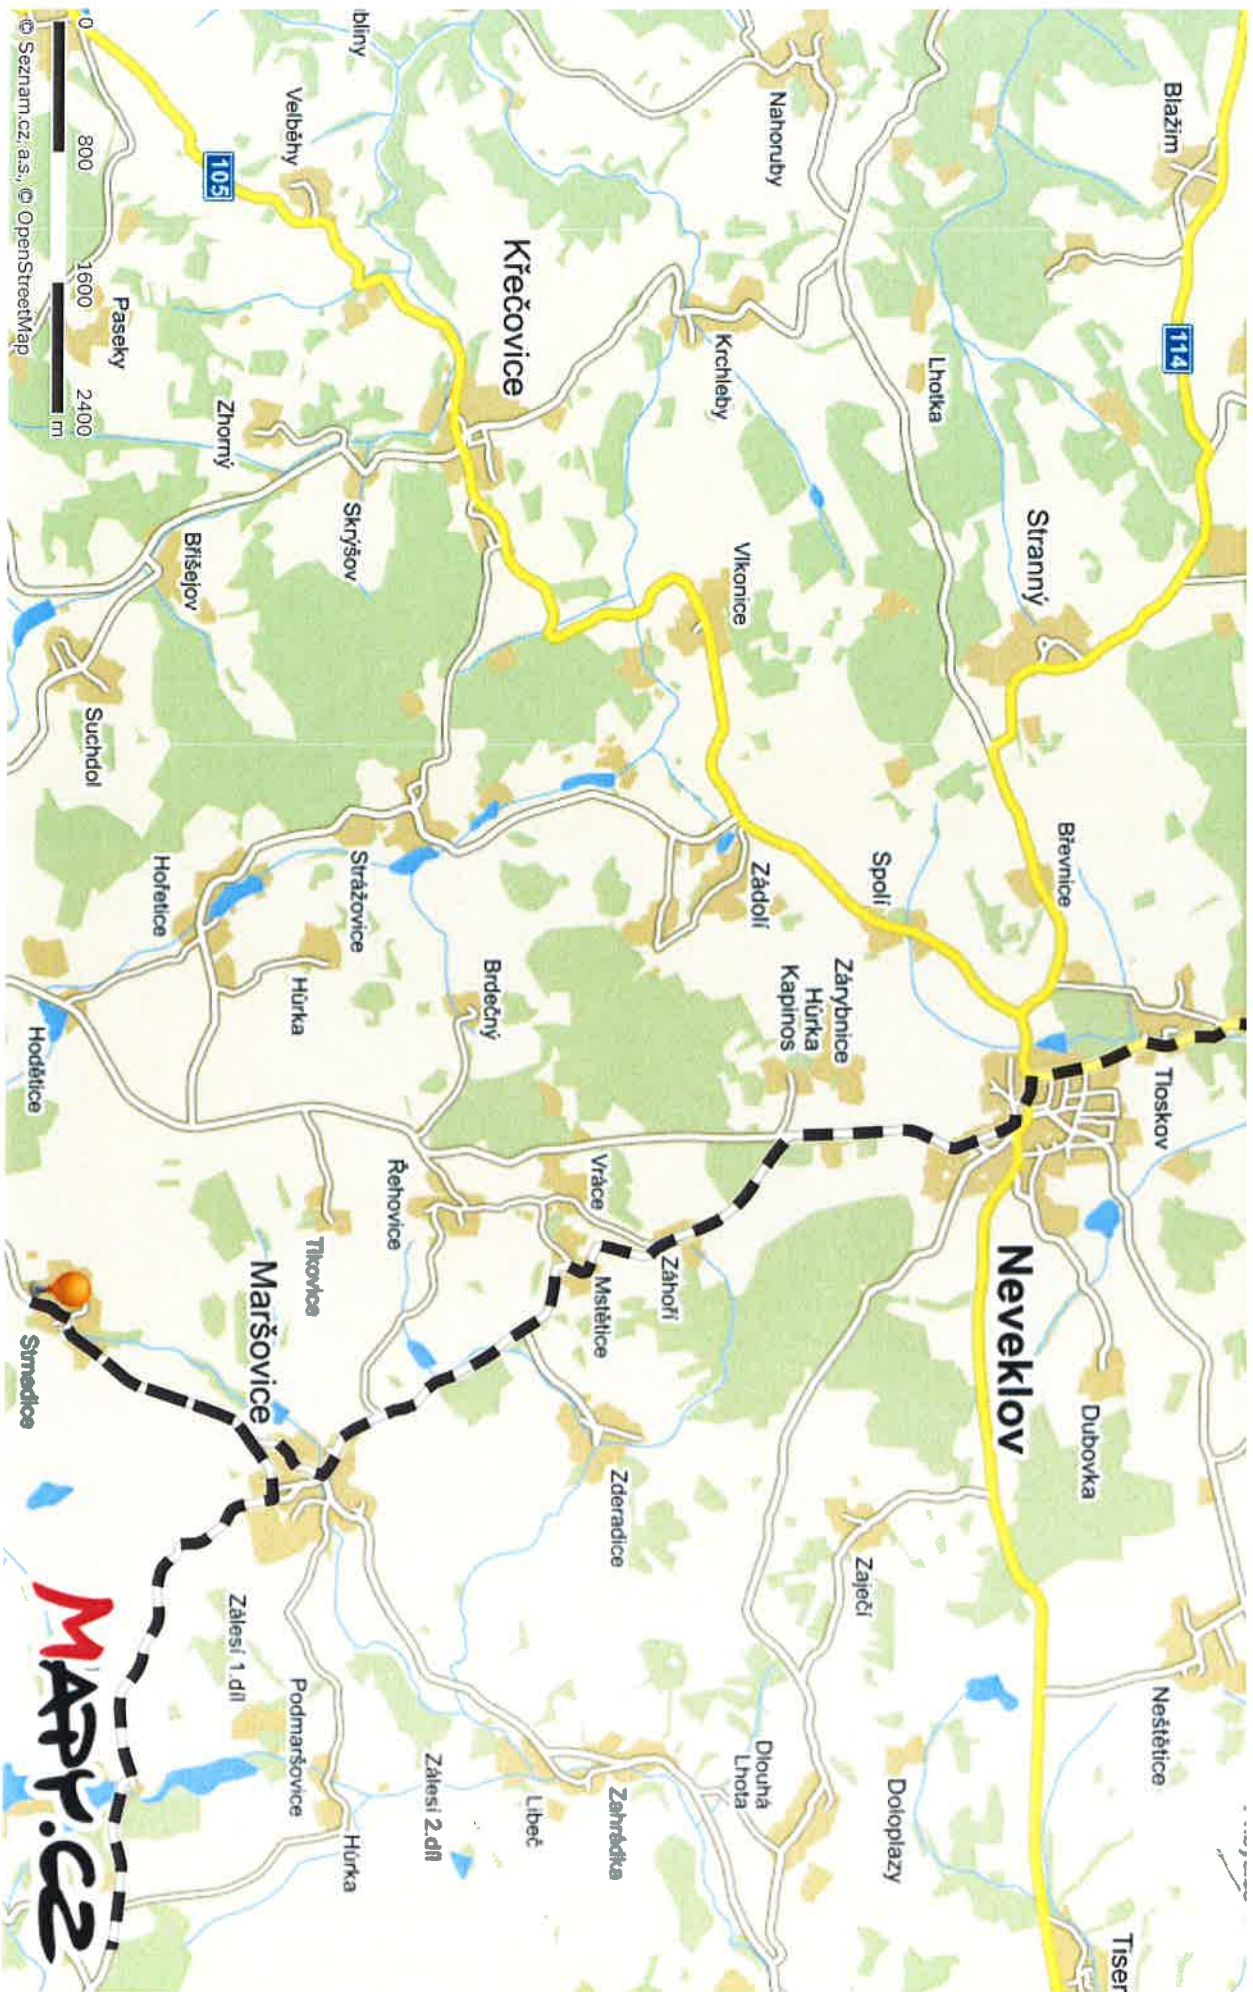 Blažim
114
Lhotka
Stranný
Břevnice
Tloskov
Neveklov
Dubovka
Neštětice
Tiser
Nahoruby
Krchleby
Vlkonice
Spolí
Zádolí
Zárybnice
Hůrka
Kapinos
Zaječí
Doloplazy
Dlouhá
Lhota
Křečovice
Brdečný
Vráce
Záhoří
Mstětice
Zderadice
Zahrádka
Libeč
bliny
Velběhy
105
Skrýšov
Strážovice
Řehovice
Zálesí 2.díl
Zhorný
Břišejov
Hořetice
Hůrka
Tikovice
Maršovice
Zálesí 1.díl
Podmaršovice
Hůrka
Paseky
Suchdol
Hodětice
Strnadice
0
800
1600
2400
m
© Seznam.cz, a.s., © OpenStreetMap
MAPY.CZ